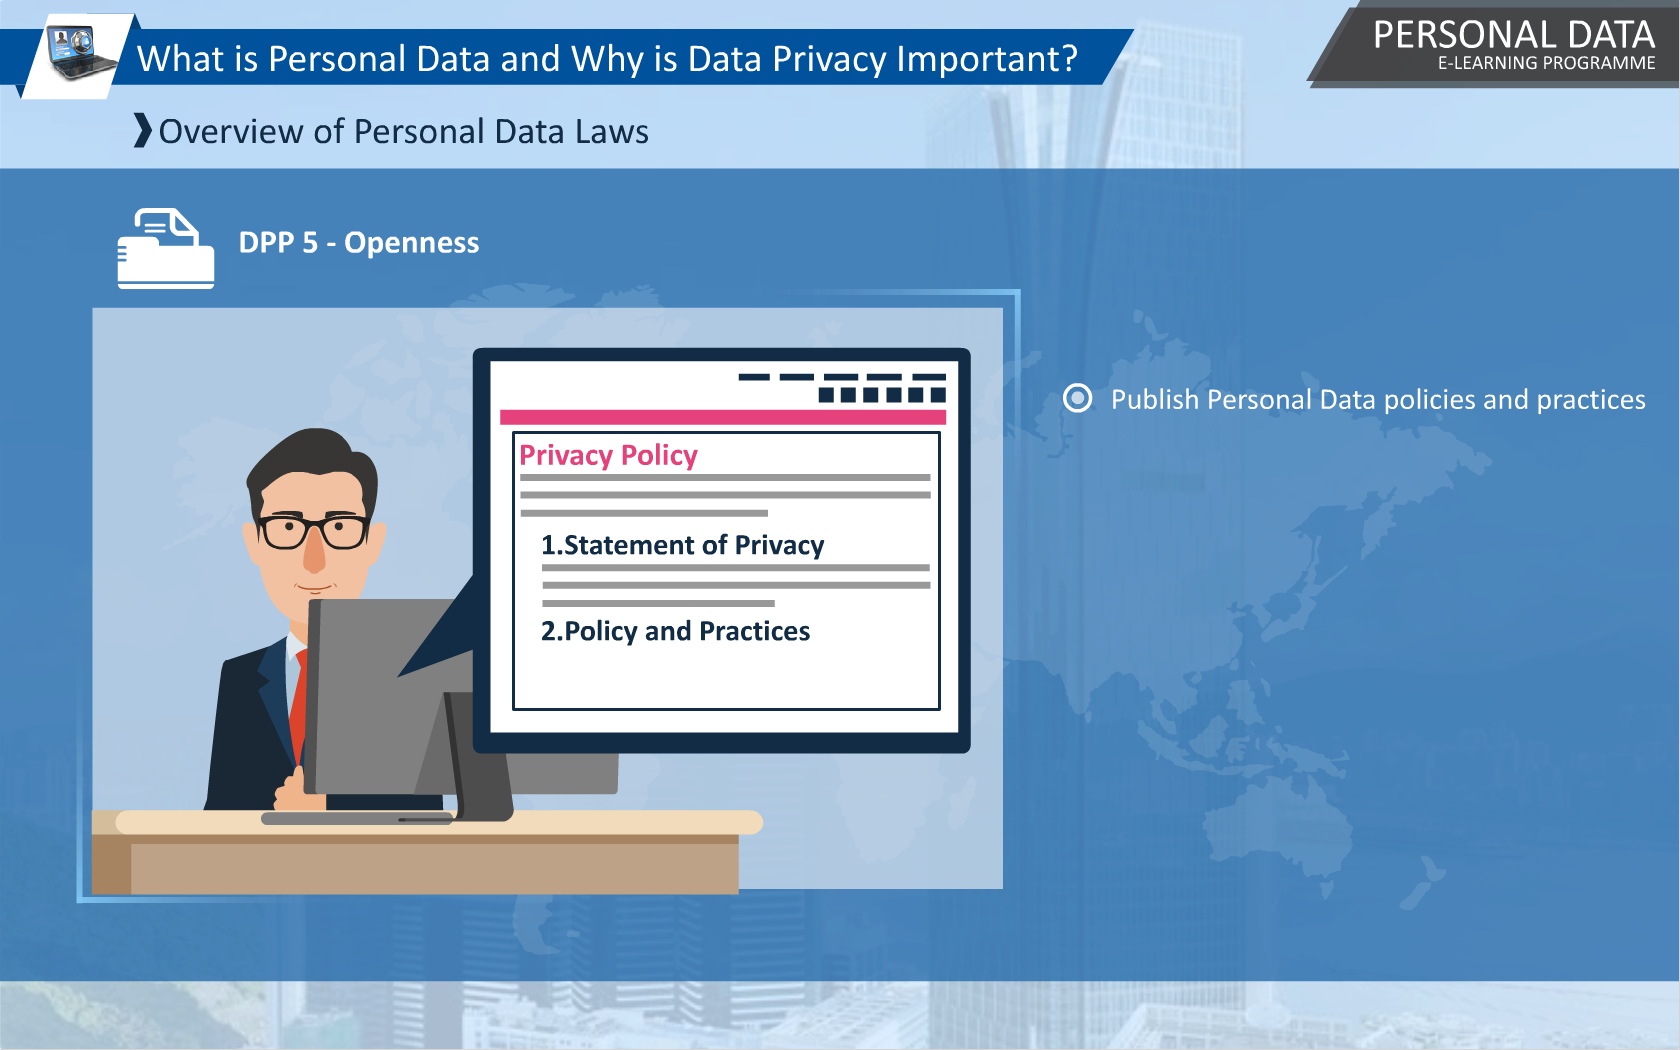 What is Personal Data and Why is Data Privacy Important?
PERSONAL DATA
E-LEARNING PROGRAMME
Overview of Personal Data Laws
DPP 5 - Openness
Publish Personal Data policies and practices
Privacy Policy
1.Statement of Privacy
2.Policy and Practices